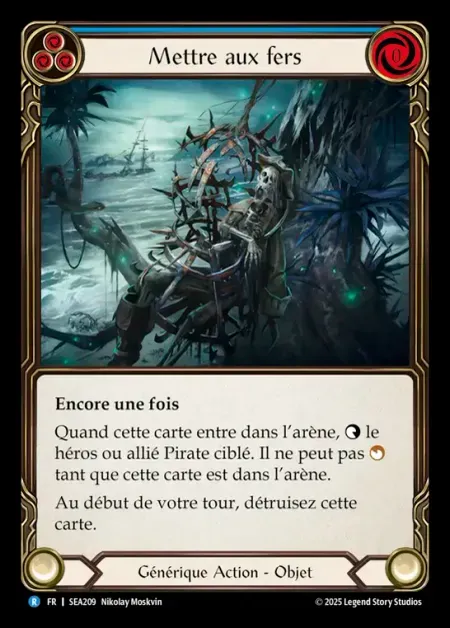 Mettre aux fers
0
Encore une fois
Quand cette carte entre dans l'arène, le
héros ou allié Pirate ciblé. Il ne peut pas
tant que cette carte est dans l'arène.
Au début de votre tour, détruisez cette
carte.
Générique Action - Objet
R FR | SEA209 Nikolay Moskvin
© 2025 Legend Story Studios